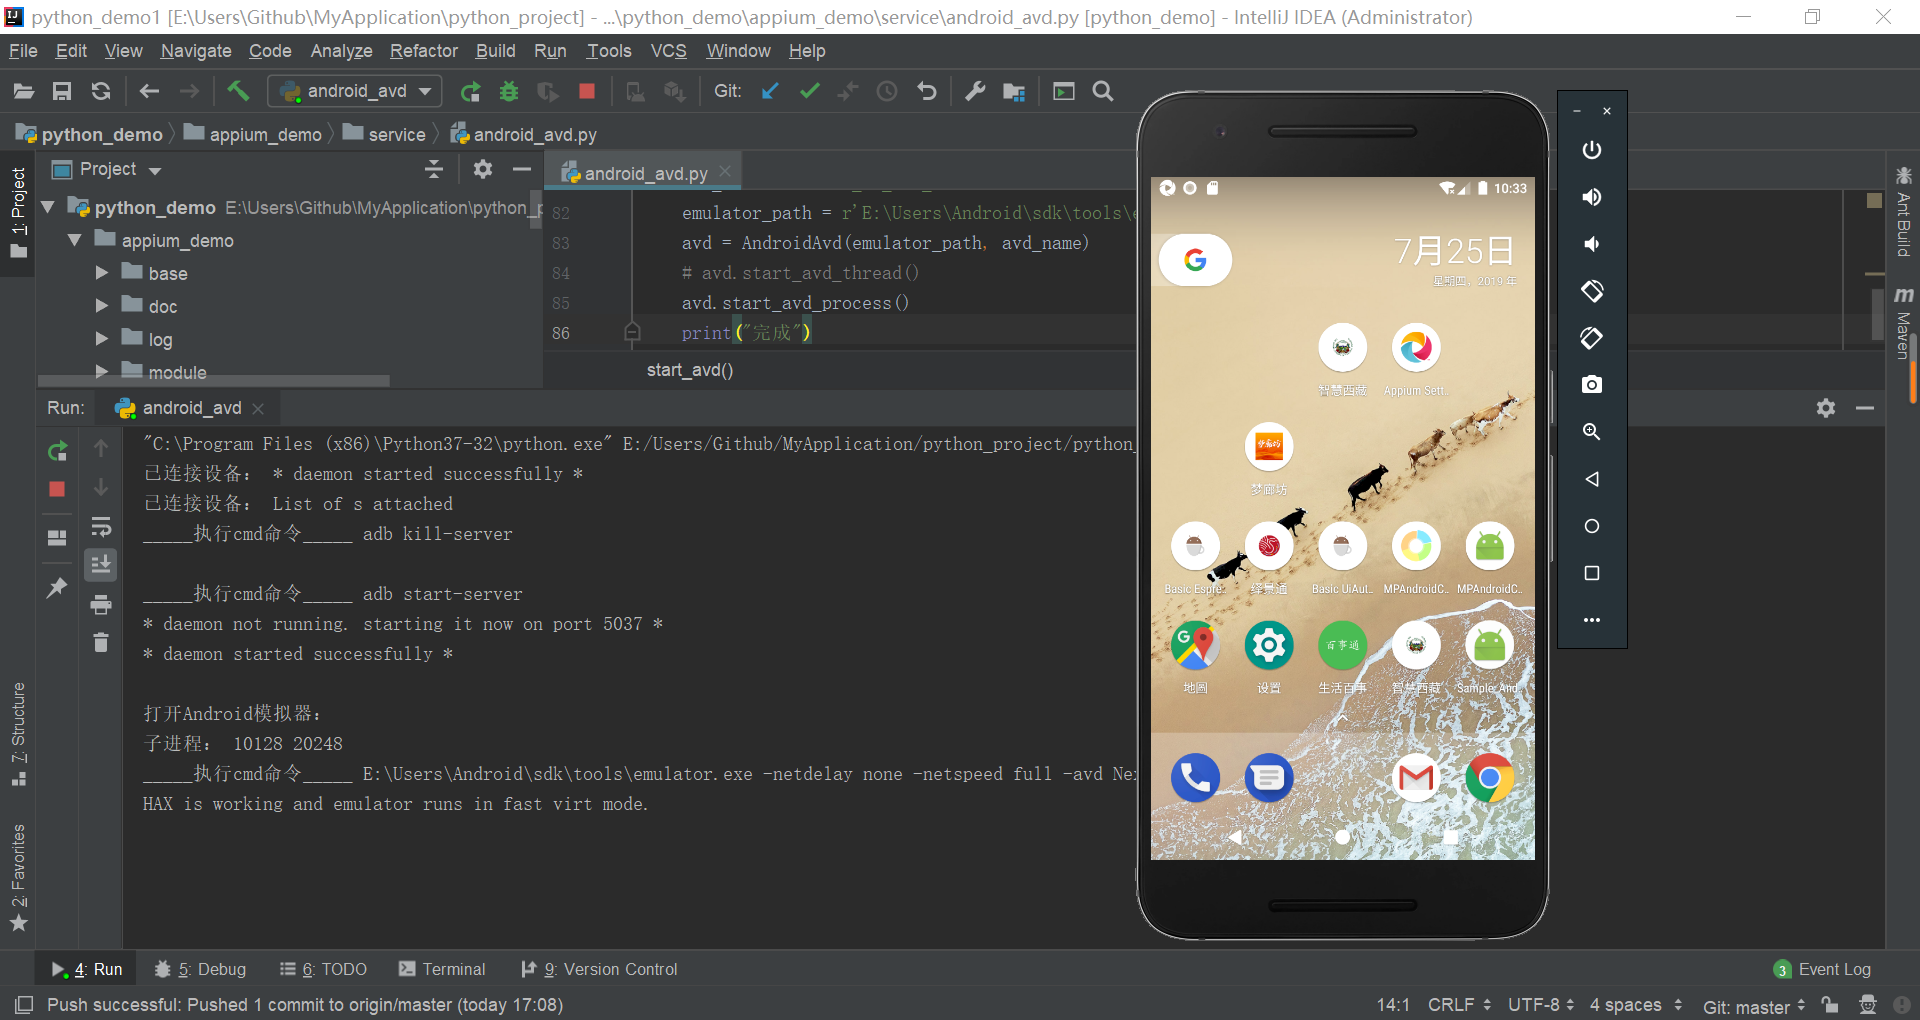 python_demo1 [E:\Users\Github\MyApplication\python_project] - ...\python_demo\appium_demo\service\android_avd.py [python_demo] - IntelliJ IDEA (Administrator)
File Edit View Navigate Code Analyze Refactor Build Run Tools VCS Window Help
android_avd Git:
python_demo appium_demo service android_avd.py
1: Project
Project
python_demo E:\Users\Github\MyApplication\python_p
appium_demo
base
doc
log
module
android_avd.py
82 emulator_path = r'E:\Users\Android\sdk\tools\e
83 avd = AndroidAvd(emulator_path, avd_name)
84 # avd.start_avd_thread()
85 avd.start_avd_process()
86 print("完成")
start_avd()
Run: android_avd
"C:\Program Files (x86)\Python37-32\python.exe" E:/Users/Github/MyApplication/python_project/python_
已连接设备： * daemon started successfully *
已连接设备： List of s attached
_____执行cmd命令_____ adb kill-server
_____执行cmd命令_____ adb start-server
* daemon not running. starting it now on port 5037 *
* daemon started successfully *
打开Android模拟器：
子进程： 10128 20248
_____执行cmd命令_____ E:\Users\Android\sdk\tools\emulator.exe -netdelay none -netspeed full -avd Ne
HAX is working and emulator runs in fast virt mode.
10:33
7月25日
星期四，2019 年
智慧西藏 Appium Sett..
梦廊坊
梦廊坊
Basic Espre.. 绎景通 Basic UiAut.. MPAndroidC.. MPAndroidC..
百事通
地图 设置 生活百事 智慧西藏 Sample And..
Ant Build
m Maven
7: Structure
2: Favorites
4: Run 5: Debug 6: TODO Terminal 9: Version Control 3 Event Log
Push successful: Pushed 1 commit to origin/master (today 17:08) 14:1 CRLF UTF-8 4 spaces Git: master